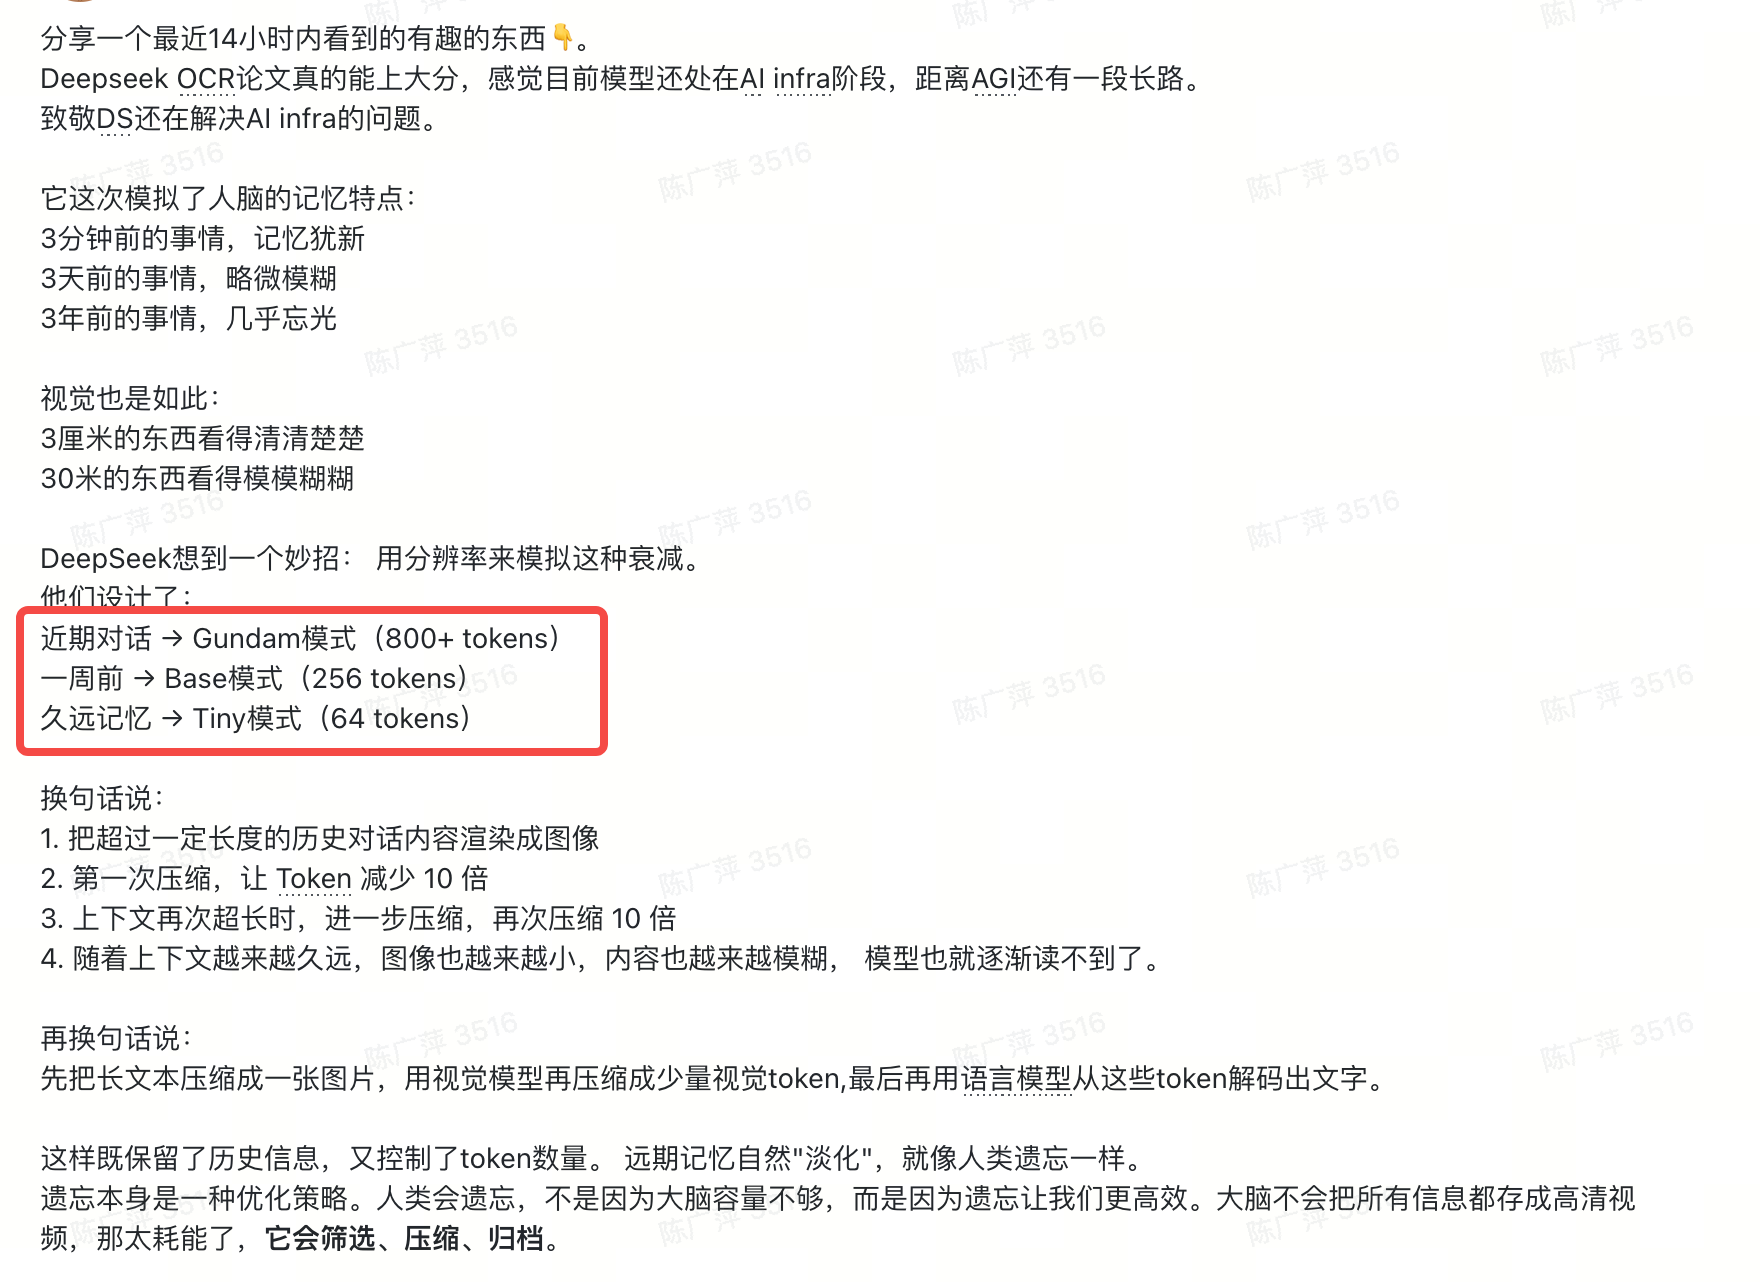 分享一个最近14小时内看到的有趣的东西👇。
Deepseek OCR论文真的能上大分，感觉目前模型还处在AI infra阶段，距离AGI还有一段长路。
致敬DS还在解决AI infra的问题。
它这次模拟了人脑的记忆特点：
3分钟前的事情，记忆犹新
3天前的事情，略微模糊
3年前的事情，几乎忘光
视觉也是如此：
3厘米的东西看得清清楚楚
30米的东西看得模模糊糊
DeepSeek想到一个妙招： 用分辨率来模拟这种衰减。
他们设计了：
近期对话 → Gundam模式（800+ tokens）
一周前 → Base模式（256 tokens）
久远记忆 → Tiny模式（64 tokens）
换句话说：
1. 把超过一定长度的历史对话内容渲染成图像
2. 第一次压缩，让 Token 减少 10 倍
3. 上下文再次超长时，进一步压缩，再次压缩 10 倍
4. 随着上下文越来越久远，图像也越来越小，内容也越来越模糊， 模型也就逐渐读不到了。
再换句话说：
先把长文本压缩成一张图片，用视觉模型再压缩成少量视觉token,最后再用语言模型从这些token解码出文字。
这样既保留了历史信息，又控制了token数量。 远期记忆自然"淡化"，就像人类遗忘一样。
遗忘本身是一种优化策略。人类会遗忘，不是因为大脑容量不够，而是因为遗忘让我们更高效。大脑不会把所有信息都存成高清视
频，那太耗能了，它会筛选、压缩、归档。
陈广萍 3516